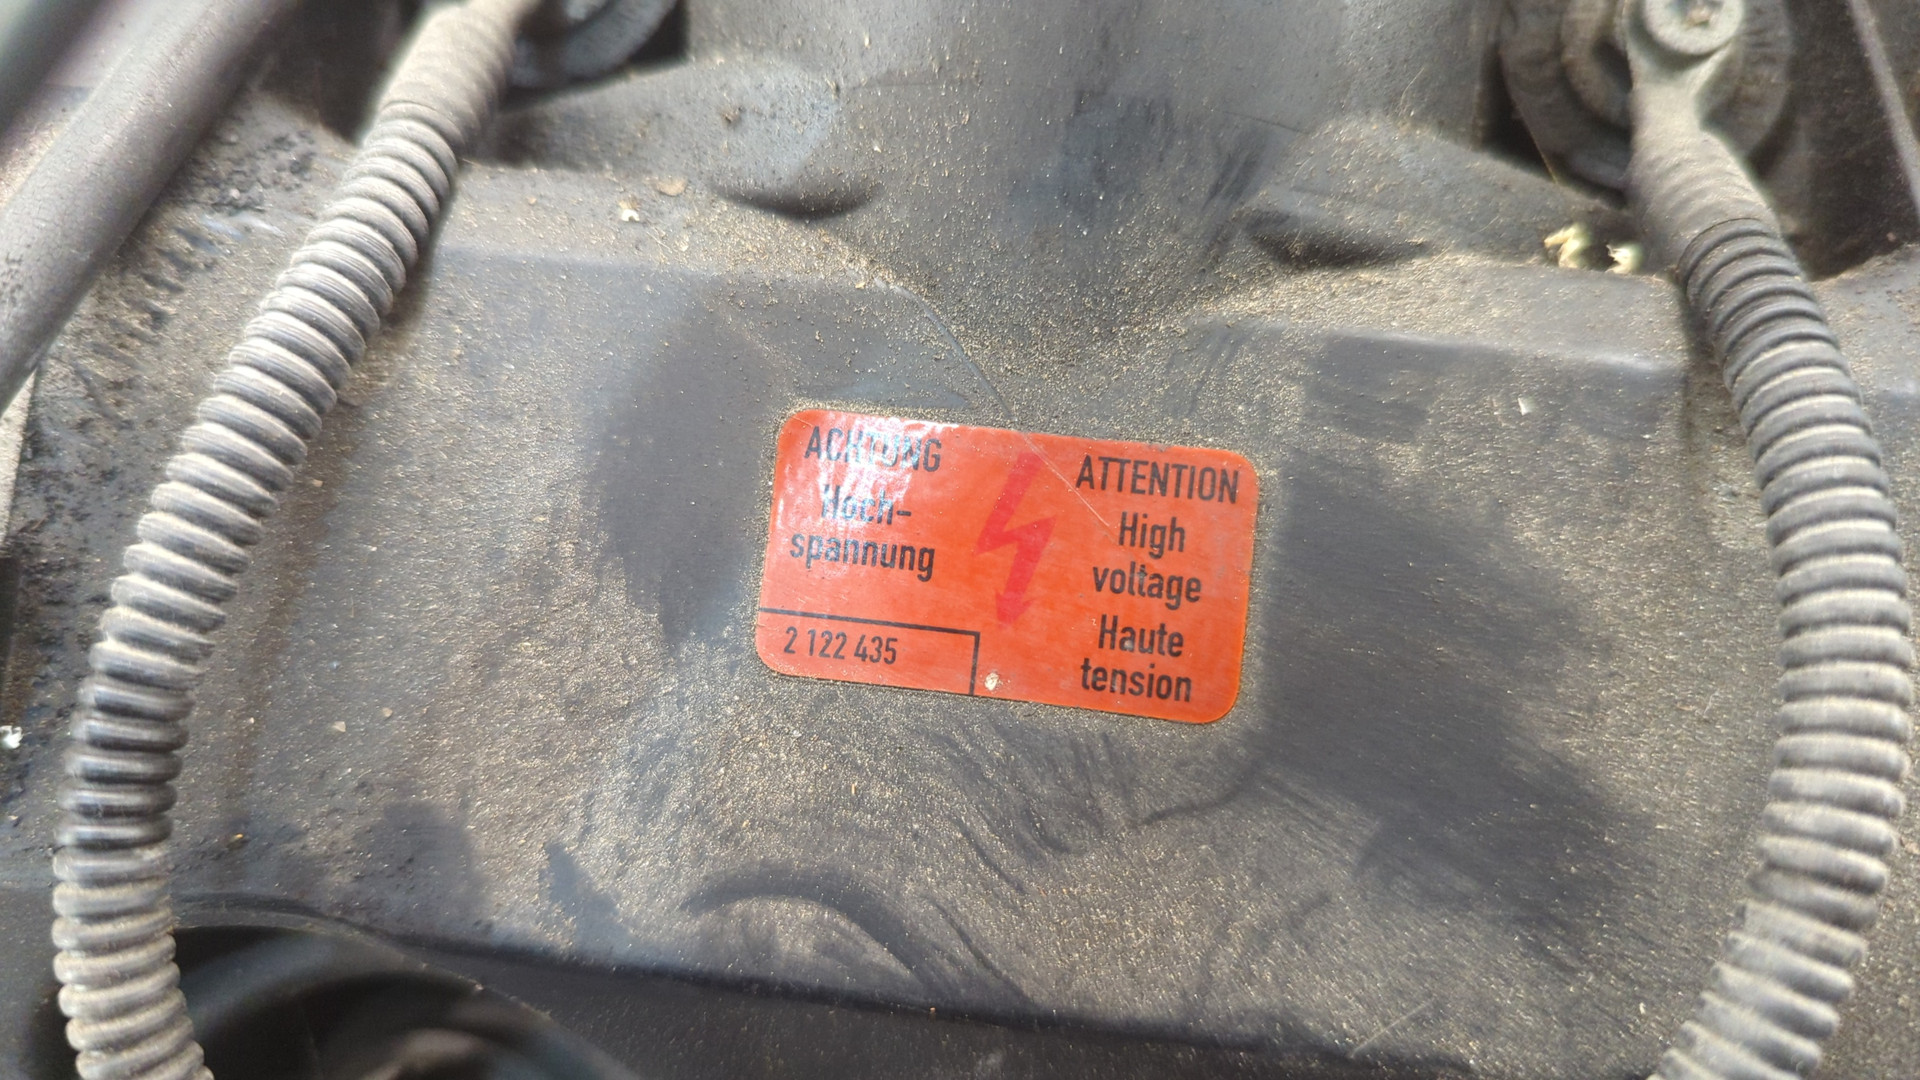 ACHTUNG
Hoch-
spannung
2 122 435
ATTENTION
High
voltage
Haute
tension